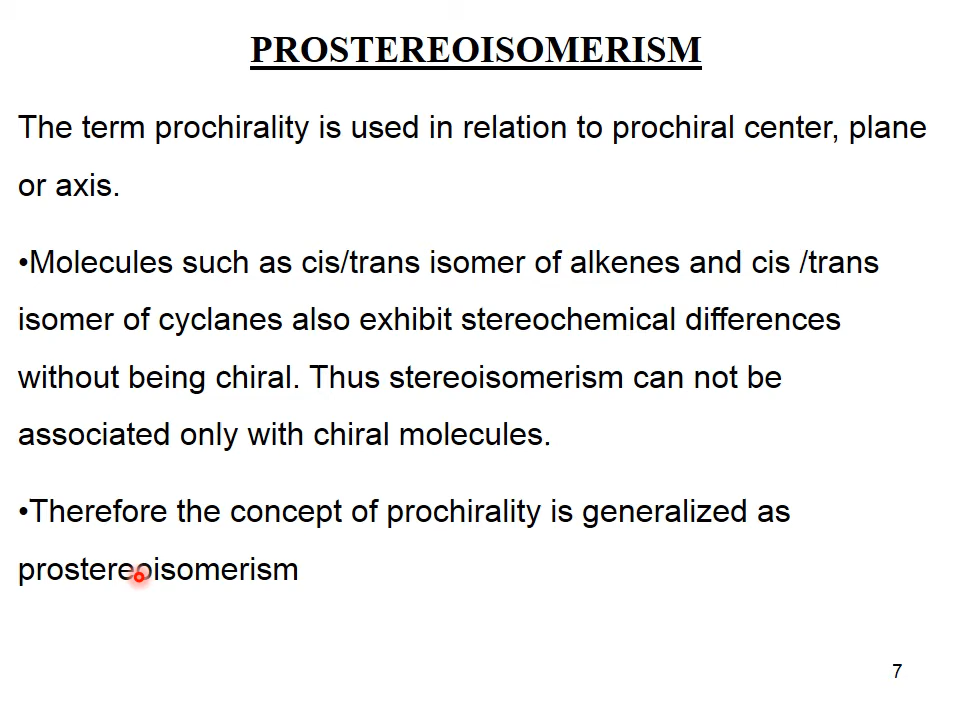 PROSTEREOISOMERISM
The term prochirality is used in relation to prochiral center, plane
or axis.
•Molecules such as cis/trans isomer of alkenes and cis /trans
isomer of cyclanes also exhibit stereochemical differences
without being chiral. Thus stereoisomerism can not be
associated only with chiral molecules.
•Therefore the concept of prochirality is generalized as
prostereoisomerism
7